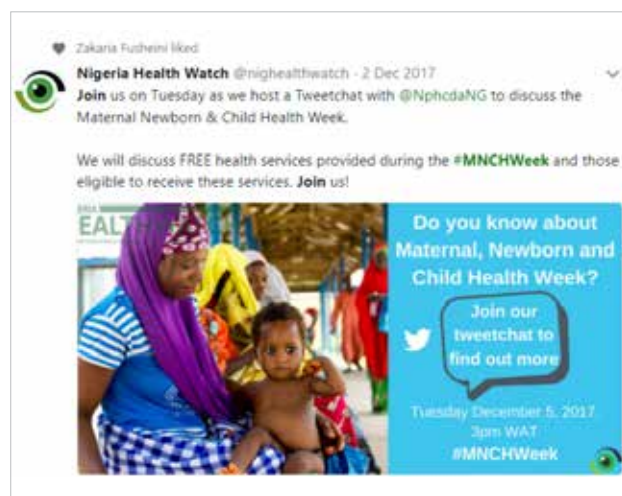 Zakaria Fusheini liked
Nigeria Health Watch @nighealthwatch · 2 Dec 2017
Join us on Tuesday as we host a Tweetchat with @NphcdaNG to discuss the
Maternal Newborn & Child Health Week.
We will discuss FREE health services provided during the #MNCHWeek and those
eligible to receive these services. Join us!
Do you know about
Maternal, Newborn and
Child Health Week?
Join our
tweetchat to
find out more
Tuesday December 5, 2017
3pm WAT
#MNCHWeek